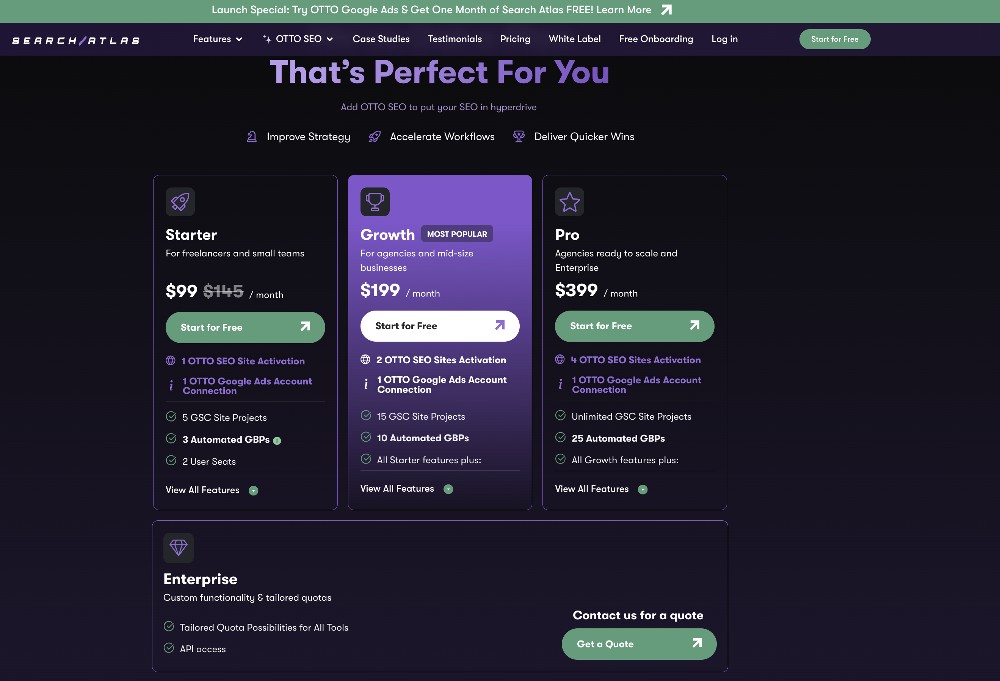 Launch Special: Try OTTO Google Ads & Get One Month of Search Atlas FREE! Learn More
SEARCH/ATLAS
Features
OTTO SEO
Case Studies
Testimonials
Pricing
White Label
Free Onboarding
Log in
Start for Free
That’s Perfect For You
Add OTTO SEO to put your SEO in hyperdrive
Improve Strategy
Accelerate Workflows
Deliver Quicker Wins
Starter
For freelancers and small teams
$99 $145 / month
Start for Free
1 OTTO SEO Site Activation
i 1 OTTO Google Ads Account
Connection
5 GSC Site Projects
3 Automated GBPs i
2 User Seats
View All Features
Growth MOST POPULAR
For agencies and mid-size
businesses
$199 / month
Start for Free
2 OTTO SEO Sites Activation
i 1 OTTO Google Ads Account
Connection
15 GSC Site Projects
10 Automated GBPs
All Starter features plus:
View All Features
Pro
Agencies ready to scale and
Enterprise
$399 / month
Start for Free
4 OTTO SEO Sites Activation
i 1 OTTO Google Ads Account
Connection
Unlimited GSC Site Projects
25 Automated GBPs
All Growth features plus:
View All Features
Enterprise
Custom functionality & tailored quotas
Tailored Quota Possibilities for All Tools
API access
Contact us for a quote
Get a Quote